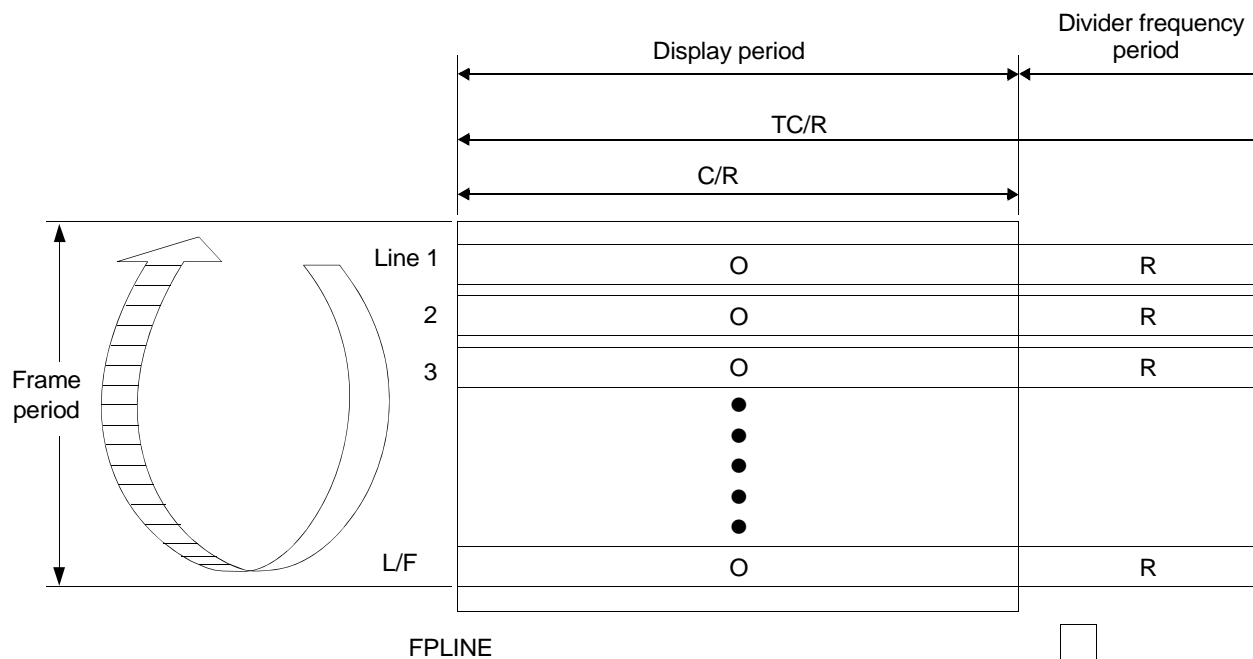 Divider frequency
period
Display period
TC/R
C/R
Line 1
O
R
2
O
R
3
O
R
Frame
period
L/F
O
R
FPLINE